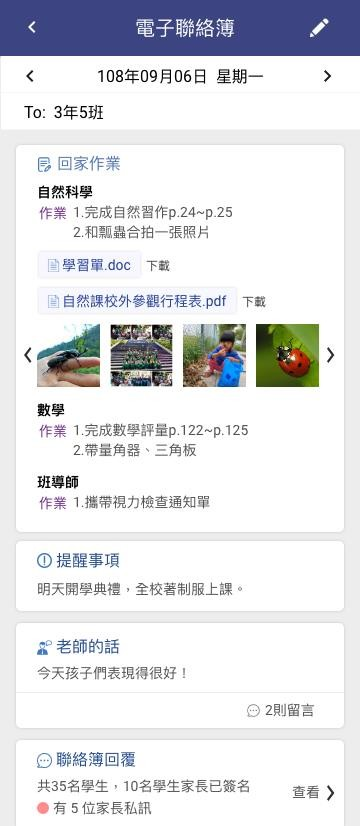 電子聯絡簿
108年09月06日 星期一
To: 3年5班
回家作業
自然科學
作業 1.完成自然習作p.24~p.25
2.和瓢蟲合拍一張照片
學習單.doc 下載
自然課校外參觀行程表.pdf 下載
數學
作業 1.完成數學評量p.122~p.125
2.帶量角器、三角板
班導師
作業 1.攜帶視力檢查通知單
提醒事項
明天開學典禮，全校著制服上課。
老師的話
今天孩子們表現得很好！
2則留言
聯絡簿回覆
共35名學生，10名學生家長已簽名
查看
有 5 位家長私訊